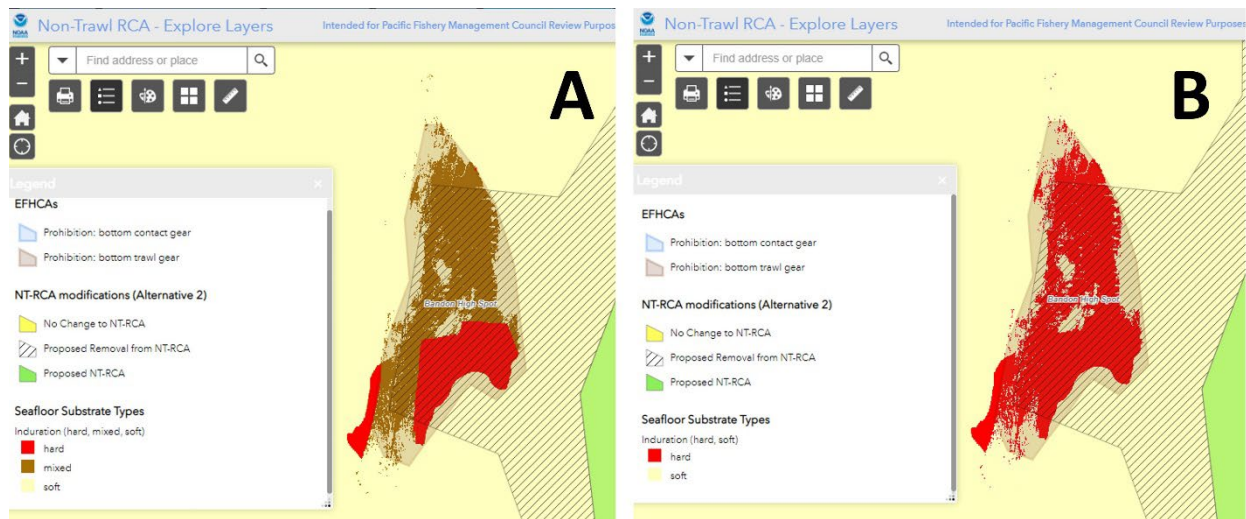 NOAA
Non-Trawl RCA - Explore Layers
Intended for Pacific Fishery Management Council Review Purpos
+
Find address or place
−
A
Legend
×
EFHCAs
Prohibition: bottom contact gear
Prohibition: bottom trawl gear
NT-RCA modifications (Alternative 2)
No Change to NT-RCA
Proposed Removal from NT-RCA
Proposed NT-RCA
Seafloor Substrate Types
Induration (hard, mixed, soft)
hard
mixed
soft
Bandon High Spot
NOAA
Non-Trawl RCA - Explore Layers
Intended for Pacific Fishery Management Council Review Purposes
+
Find address or place
−
B
Legend
×
EFHCAs
Prohibition: bottom contact gear
Prohibition: bottom trawl gear
NT-RCA modifications (Alternative 2)
No Change to NT-RCA
Proposed Removal from NT-RCA
Proposed NT-RCA
Seafloor Substrate Types
Induration (hard, soft)
hard
soft
Bandon High Spot